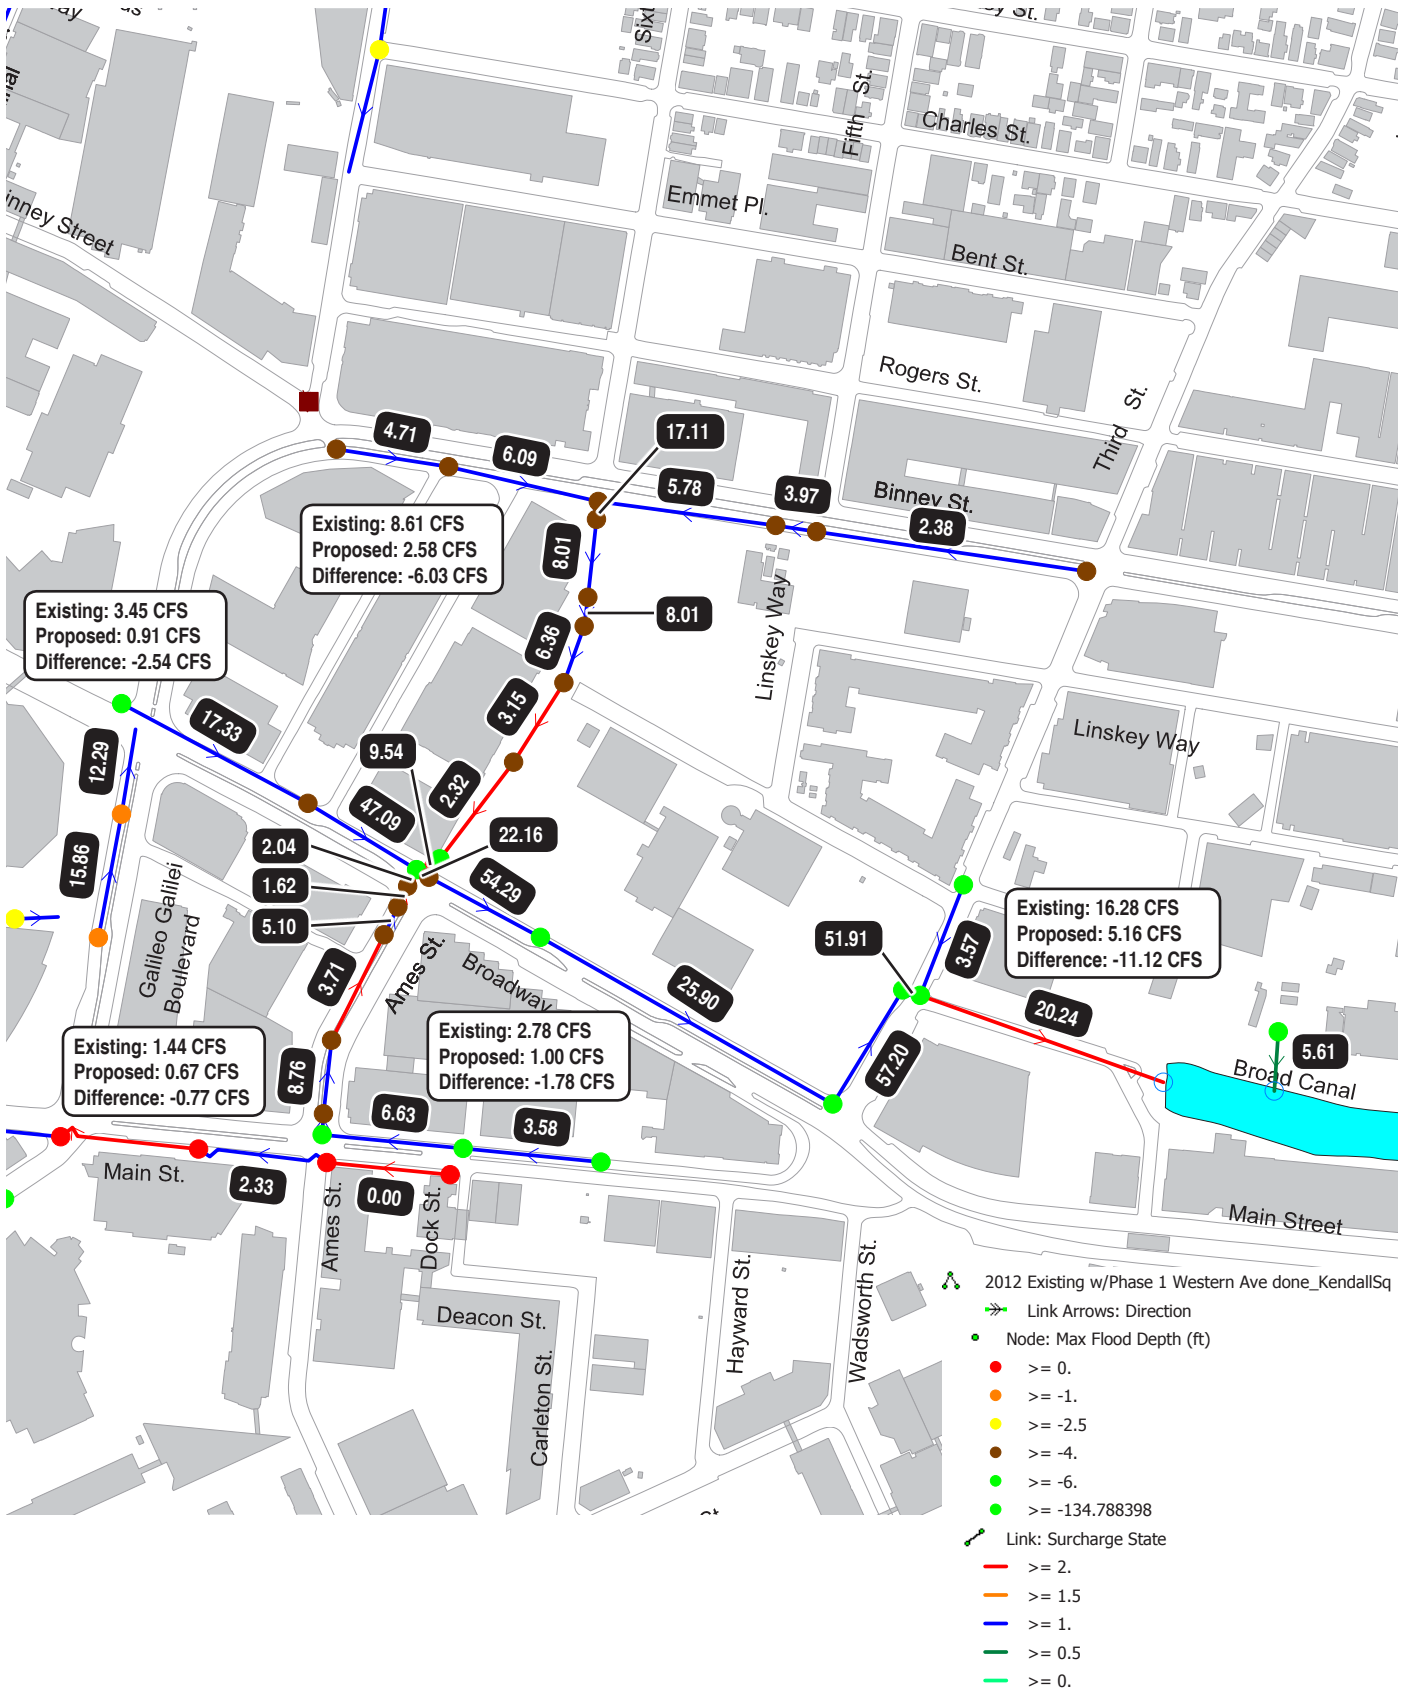 Sixt
Charles St.
Fifth St.
Emmet Pl.
Bent St.
inney Street
Rogers St.
Third St.
4.71
6.09
17.11
5.78
3.97
Binney St.
2.38
Existing: 8.61 CFS
Proposed: 2.58 CFS
Difference: -6.03 CFS
8.01
8.01
Existing: 3.45 CFS
Proposed: 0.91 CFS
Difference: -2.54 CFS
6.36
Linskey Way
3.15
17.33
12.29
9.54
2.32
Linskey Way
47.09
22.16
2.04
15.86
1.62
54.29
5.10
Galileo Galilei
Boulevard
51.91
3.57
Existing: 16.28 CFS
Proposed: 5.16 CFS
Difference: -11.12 CFS
3.71
Ames St.
Broadway
25.90
20.24
Existing: 1.44 CFS
Proposed: 0.67 CFS
Difference: -0.77 CFS
Existing: 2.78 CFS
Proposed: 1.00 CFS
Difference: -1.78 CFS
5.61
57.20
Broad Canal
8.76
6.63
3.58
Main St.
2.33
0.00
Ames St.
Dock St.
Main Street
Hayward St.
Wadsworth St.
Deacon St.
Carleton St.
2012 Existing w/Phase 1 Western Ave done_KendallSq
Link Arrows: Direction
Node: Max Flood Depth (ft)
>= 0.
>= -1.
>= -2.5
>= -4.
>= -6.
>= -134.788398
Link: Surcharge State
>= 2.
>= 1.5
>= 1.
>= 0.5
>= 0.